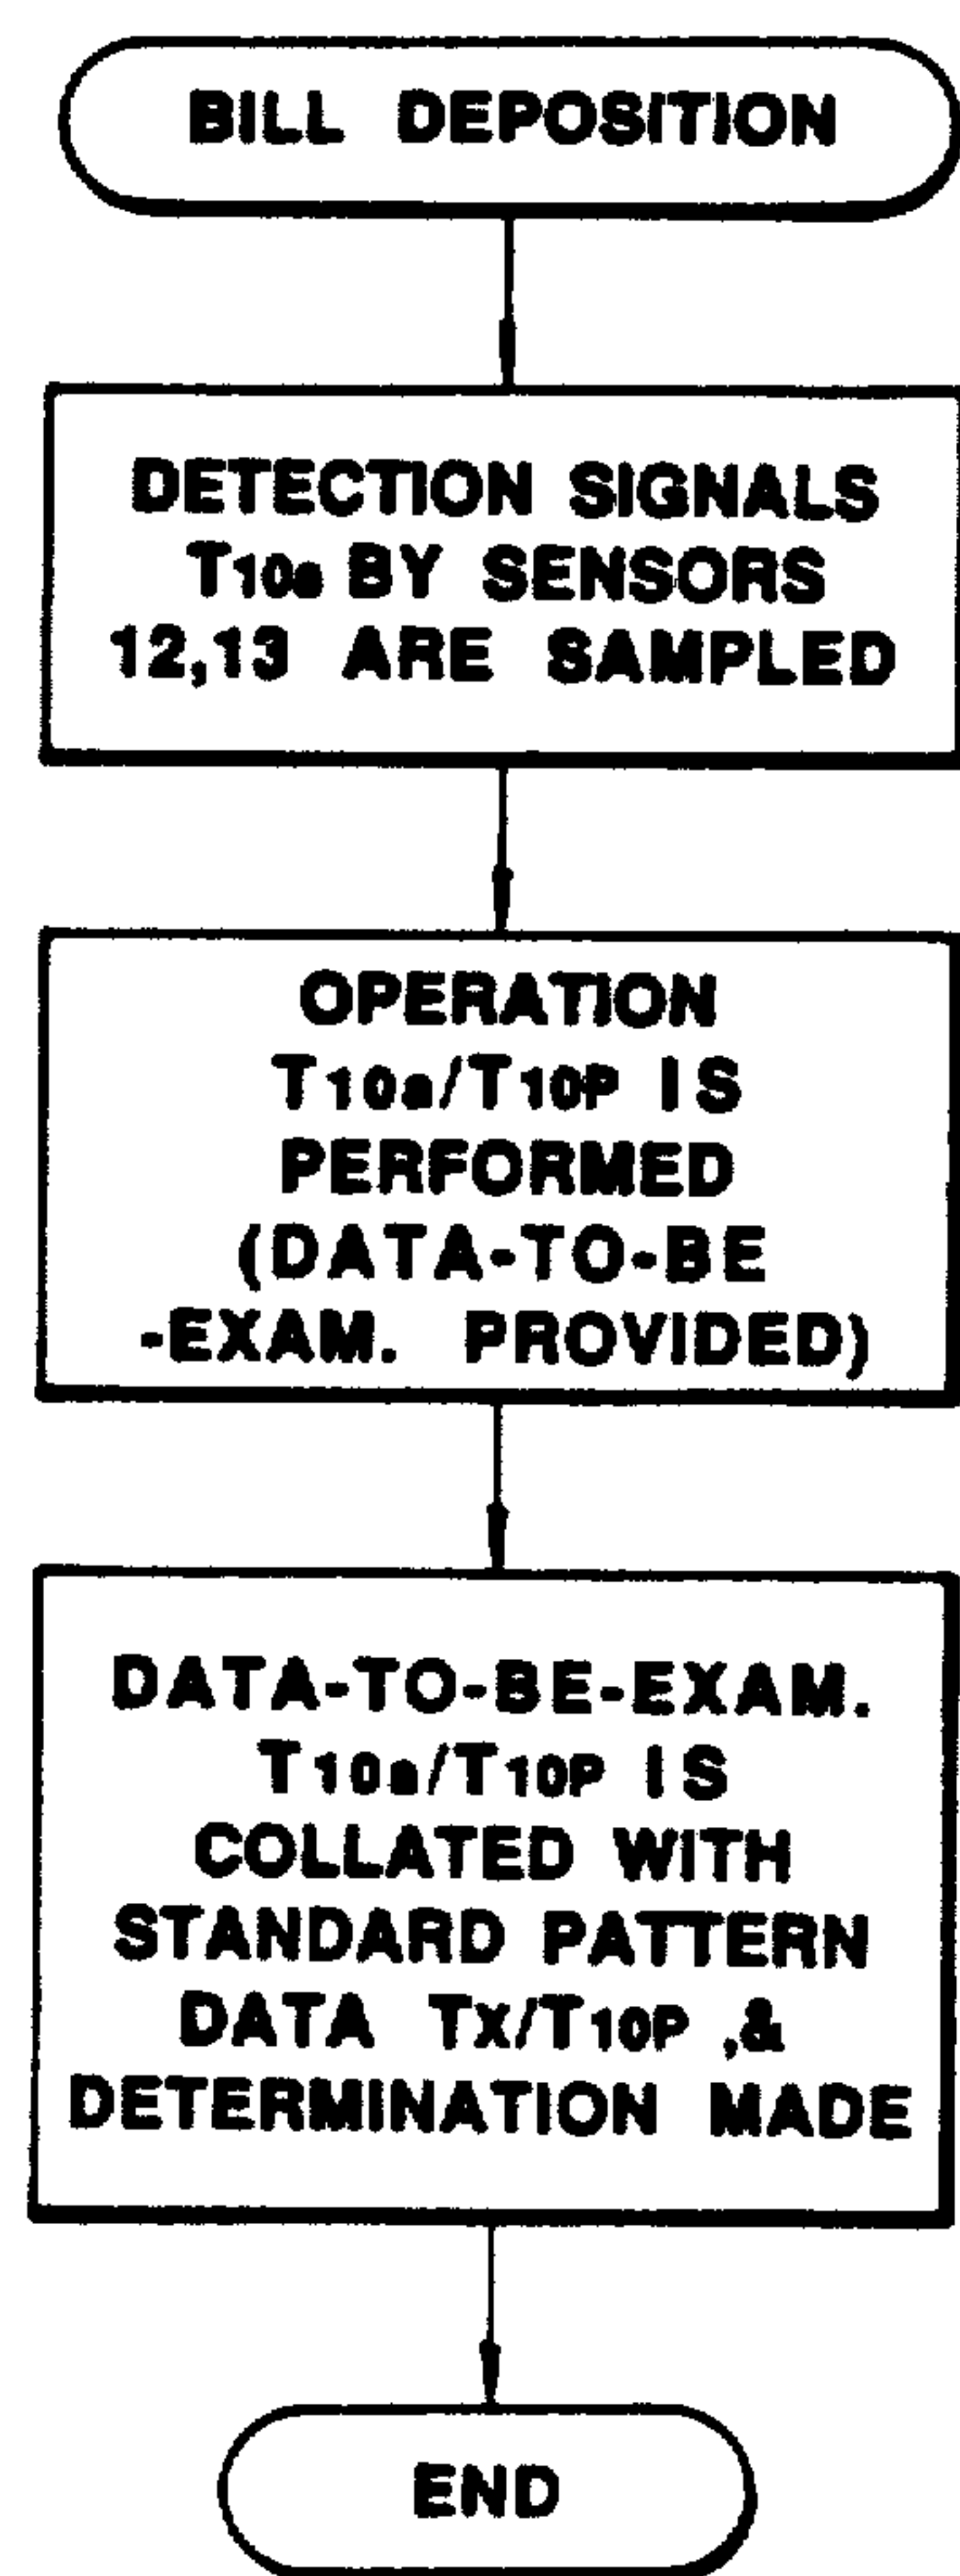 BILL DEPOSITION
DETECTION SIGNALS
T10a BY SENSORS
12,13 ARE SAMPLED
OPERATION
T10a/T10P IS
PERFORMED
(DATA-TO-BE
-EXAM. PROVIDED)
DATA-TO-BE-EXAM.
T10a/T10P IS
COLLATED WITH
STANDARD PATTERN
DATA TX/T10P ,&
DETERMINATION MADE
END